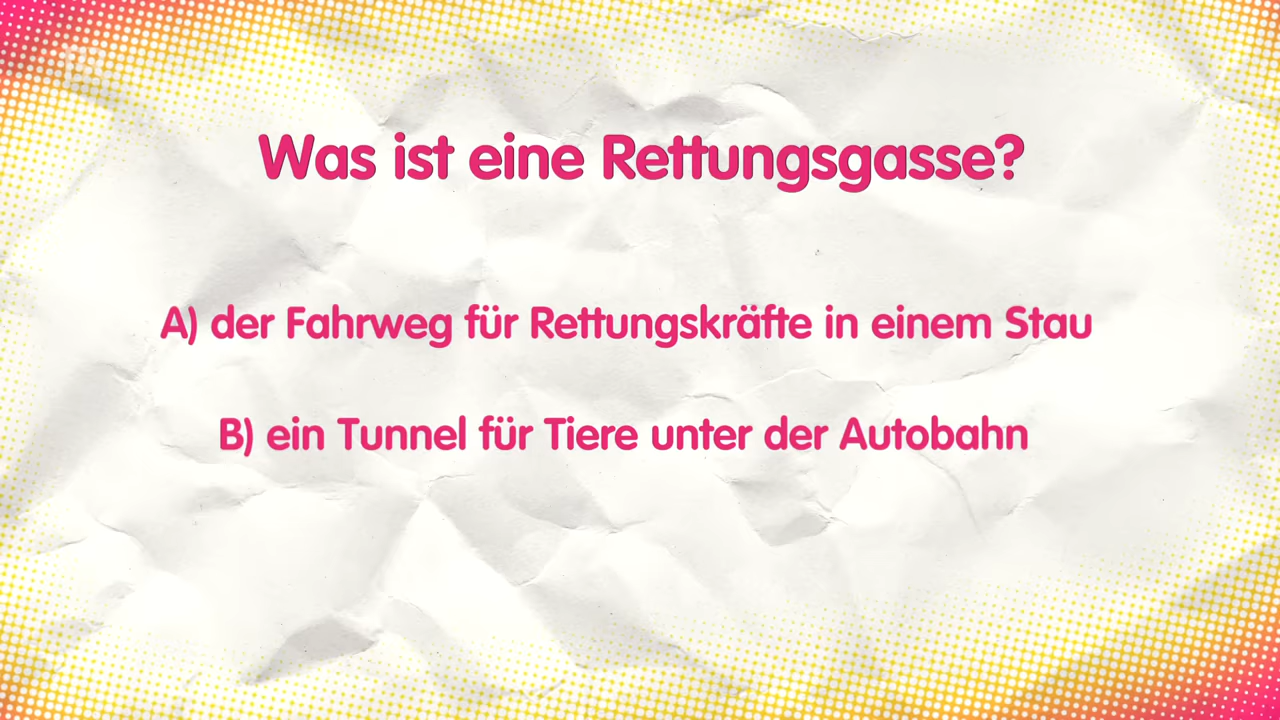 Was ist eine Rettungsgasse?
A) der Fahrweg für Rettungskräfte in einem Stau
B) ein Tunnel für Tiere unter der Autobahn